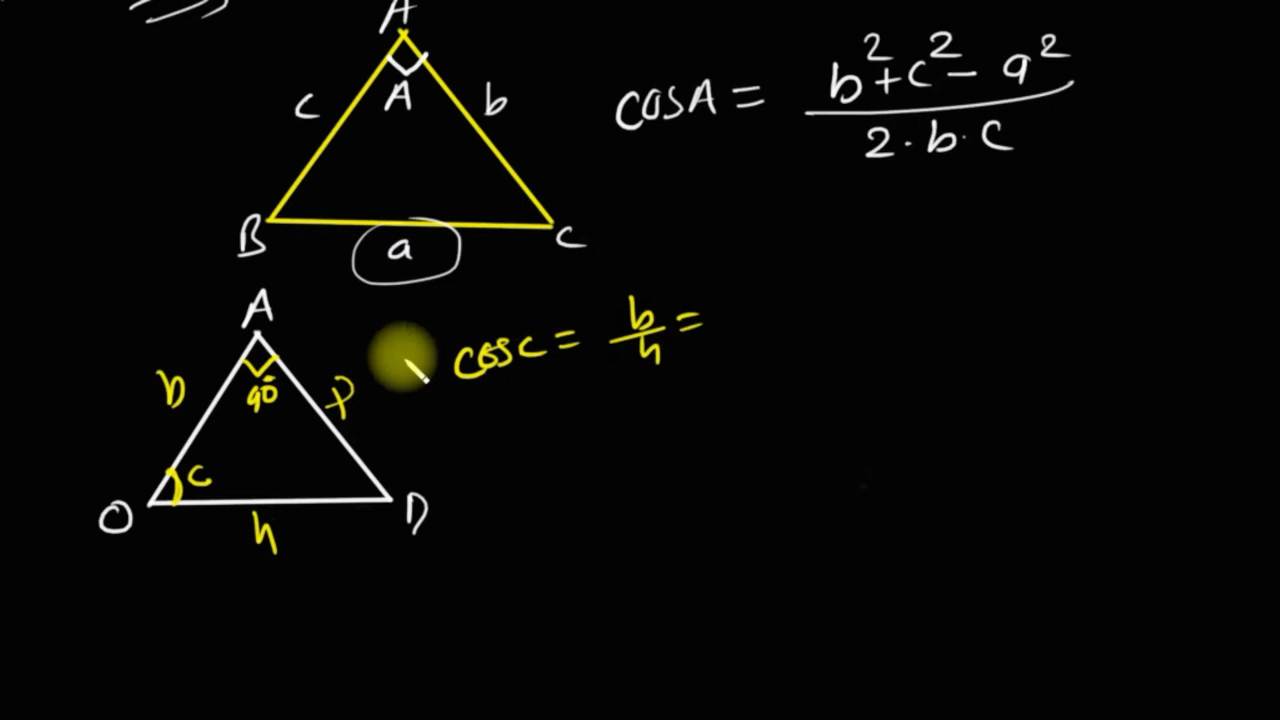 A
A
c
b
B
a
C
cosA = b²+c²-a² / 2·b·c
A
90°
b
P
c
O
h
D
cosc = b/h =